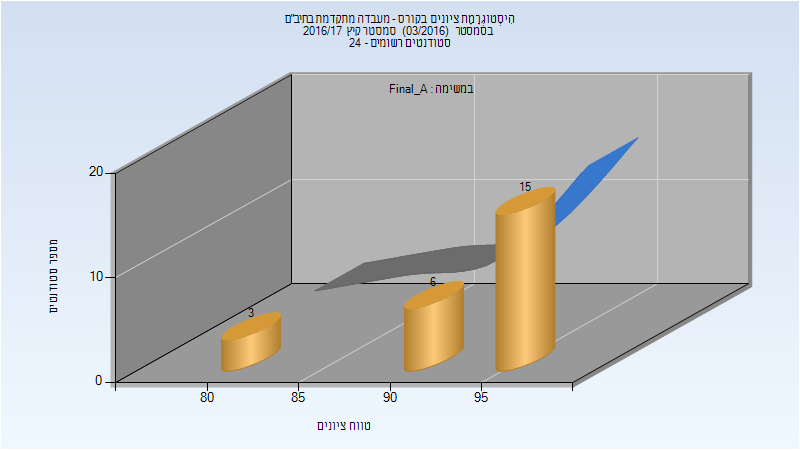 היסטוגרמת ציונים בקורס - מעבדה מתקדמת בחיב"ם
בסמסטר (03/2016) סמסטר קיץ 2016/17
סטודנטים רשומים - 24
במשימה : Final_A
20
10
0
מספר סטודנטים
3
6
15
80
85
90
95
טווח ציונים